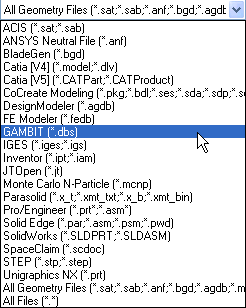 All Geometry Files (*.sat;*.sab;*.anf;*.bgd;*.agdb
ACIS (*.sat;*.sab)
ANSYS Neutral File (*.anf)
BladeGen (*.bgd)
Catia [V4] (*.model;*.dlv)
Catia [V5] (*.CATPart;*.CATProduct)
CoCreate Modeling (*.pkg;*.bdl;*.ses;*.sda;*.sdp;*.s
DesignModeler (*.agdb)
FE Modeler (*.fedb)
GAMBIT (*.dbs)
IGES (*.iges;*.igs)
Inventor (*.ipt;*.iam)
JTOpen (*.jt)
Monte Carlo N-Particle (*.mcnp)
Parasolid (*.x_t;*.xmt_txt;*.x_b;*.xmt_bin)
Pro/Engineer (*.prt*;*.asm*)
Solid Edge (*.par;*.asm;*.psm;*.pwd)
SolidWorks (*.SLDPRT;*.SLDASM)
SpaceClaim (*.scdoc)
STEP (*.stp;*.step)
Unigraphics NX (*.prt)
All Geometry Files (*.sat;*.sab;*.anf;*.bgd;*.agdb;*.m
All Files (*.*)